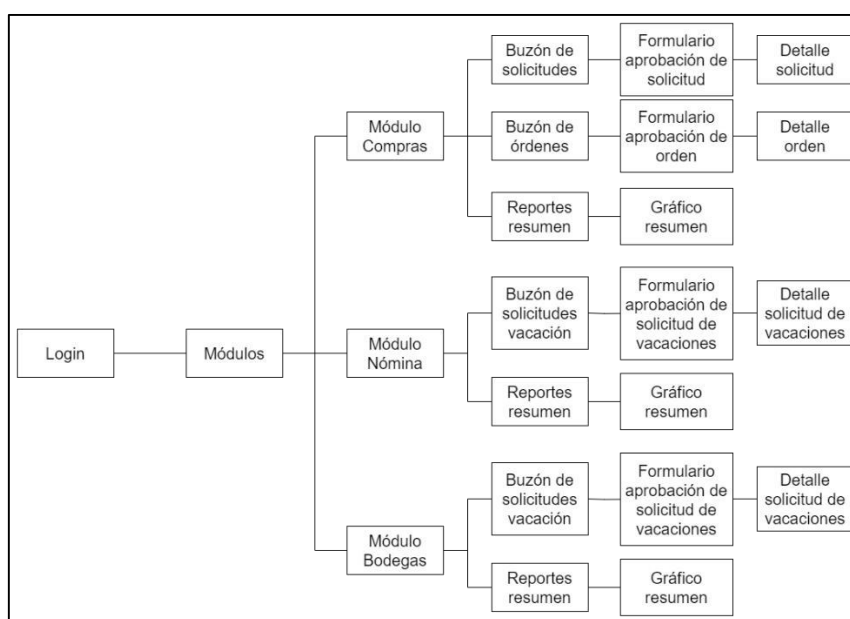 Login
Módulos
Módulo
Compras
Buzón de
solicitudes
Formulario
aprobación de
solicitud
Detalle
solicitud
Buzón de
órdenes
Formulario
aprobación de
orden
Detalle
orden
Reportes
resumen
Gráfico
resumen
Módulo
Nómina
Buzón de
solicitudes
vacación
Formulario
aprobación de
solicitud de
vacaciones
Detalle
solicitud de
vacaciones
Reportes
resumen
Gráfico
resumen
Módulo
Bodegas
Buzón de
solicitudes
vacación
Formulario
aprobación de
solicitud de
vacaciones
Detalle
solicitud de
vacaciones
Reportes
resumen
Gráfico
resumen